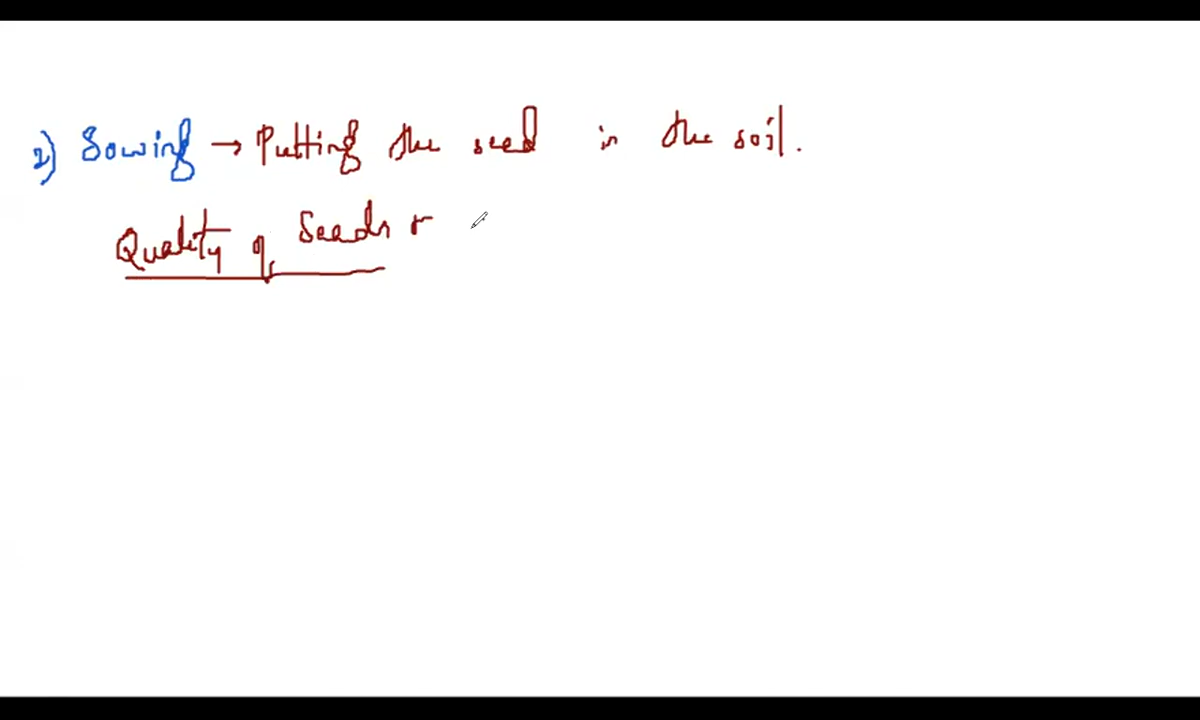 2) Sowing → Putting the seed in the soil.
Quality of Seeds r